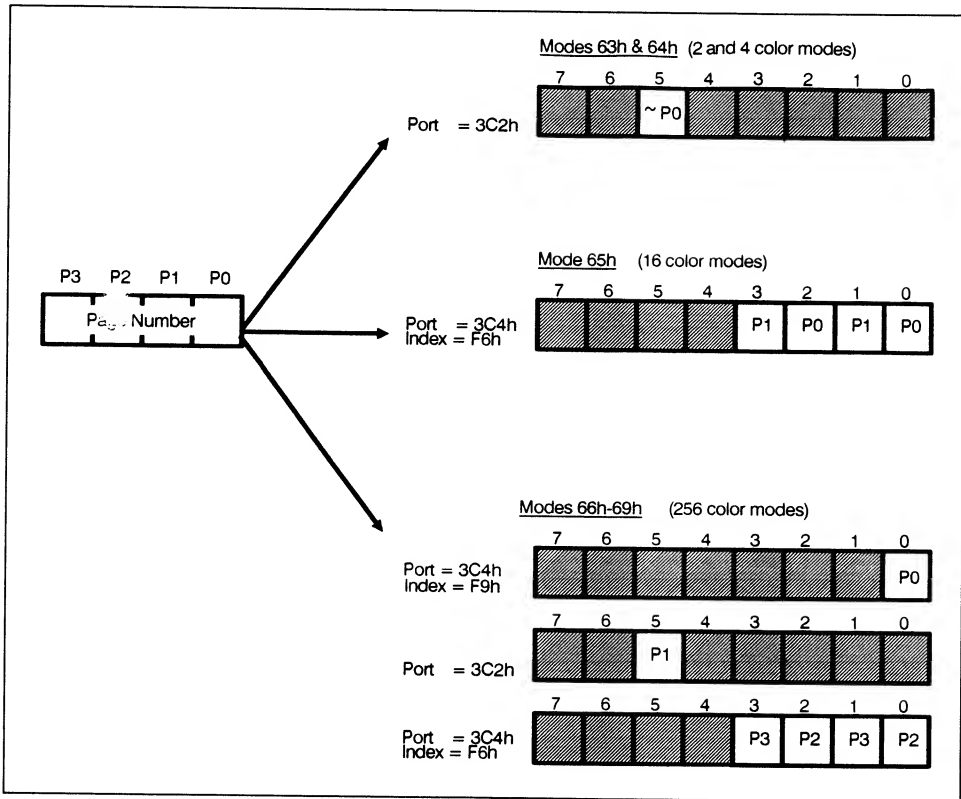 Modes 63h & 64h (2 and 4 color modes)
7 6 5 4 3 2 1 0
Port = 3C2h
~ P0
P3 P2 P1 P0
Number
Mode 65h (16 color modes)
7 6 5 4 3 2 1 0
Port = 3C4h
Index = F6h
P1 P0 P1 P0
Modes 66h-69h (256 color modes)
7 6 5 4 3 2 1 0
Port = 3C4h
Index = F9h
P0
7 6 5 4 3 2 1 0
Port = 3C2h
P1
7 6 5 4 3 2 1 0
Port = 3C4h
Index = F6h
P3 P2 P3 P2